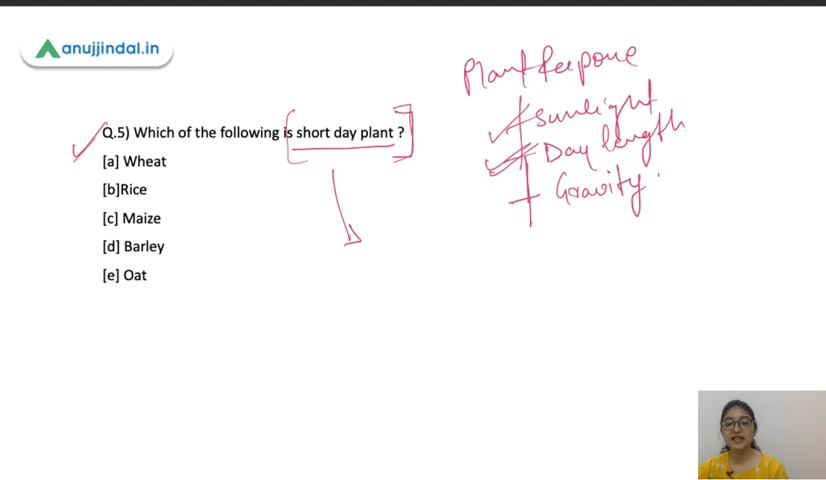 anujjindal.in
Q.5) Which of the following is short day plant ?
[a] Wheat
[b]Rice
[c] Maize
[d] Barley
[e] Oat
Plant
Sunlight
Day length
Gravity